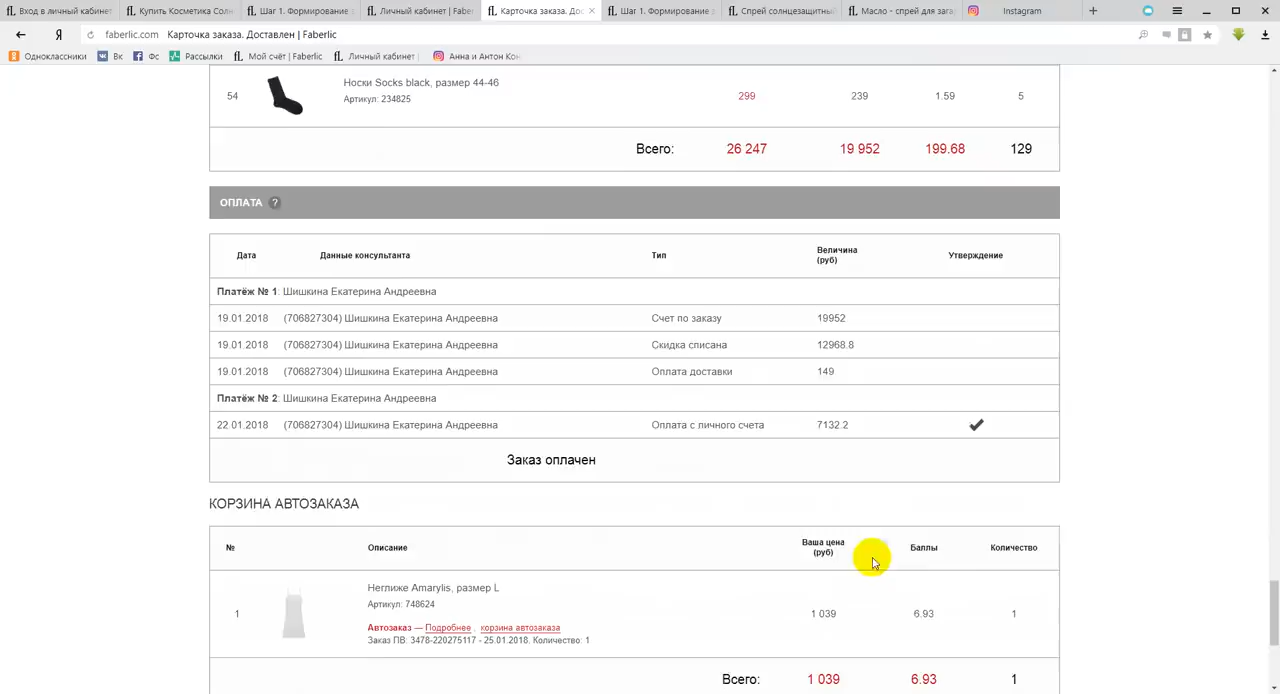 Вход в личный кабинет
Купить Косметика Солн
Шаг 1. Формирование
Личный кабинет | Faber
Карточка заказа. Дос
Шаг 1. Формирование
Спрей солнцезащитный
Масло - спрей для зага
Instagram
faberlic.com Карточка заказа. Доставлен | Faberlic
Одноклассники Вк Фс Рассылки Мой счёт | Faberlic Личный кабинет Анна и Антон Кон
54 Носки Socks black, размер 44-46 299 239 1.59 5
Артикул: 234825
Всего: 26 247 19 952 199.68 129
ОПЛАТА ?
Дата Данные консультанта Тип Величина (руб) Утверждение
Платёж № 1: Шишкина Екатерина Андреевна
19.01.2018 (706827304) Шишкина Екатерина Андреевна Счет по заказу 19952
19.01.2018 (706827304) Шишкина Екатерина Андреевна Скидка списана 12968.8
19.01.2018 (706827304) Шишкина Екатерина Андреевна Оплата доставки 149
Платёж № 2: Шишкина Екатерина Андреевна
22.01.2018 (706827304) Шишкина Екатерина Андреевна Оплата с личного счета 7132.2
Заказ оплачен
КОРЗИНА АВТОЗАКАЗА
№ Описание Ваша цена (руб) Баллы Количество
1 Неглиже Amarylis, размер L 1 039 6.93 1
Артикул: 748624
Автозаказ — Подробнее, корзина автозаказа
Заказ ПВ: 3478-220275117 - 25.01.2018. Количество: 1
Всего: 1 039 6.93 1